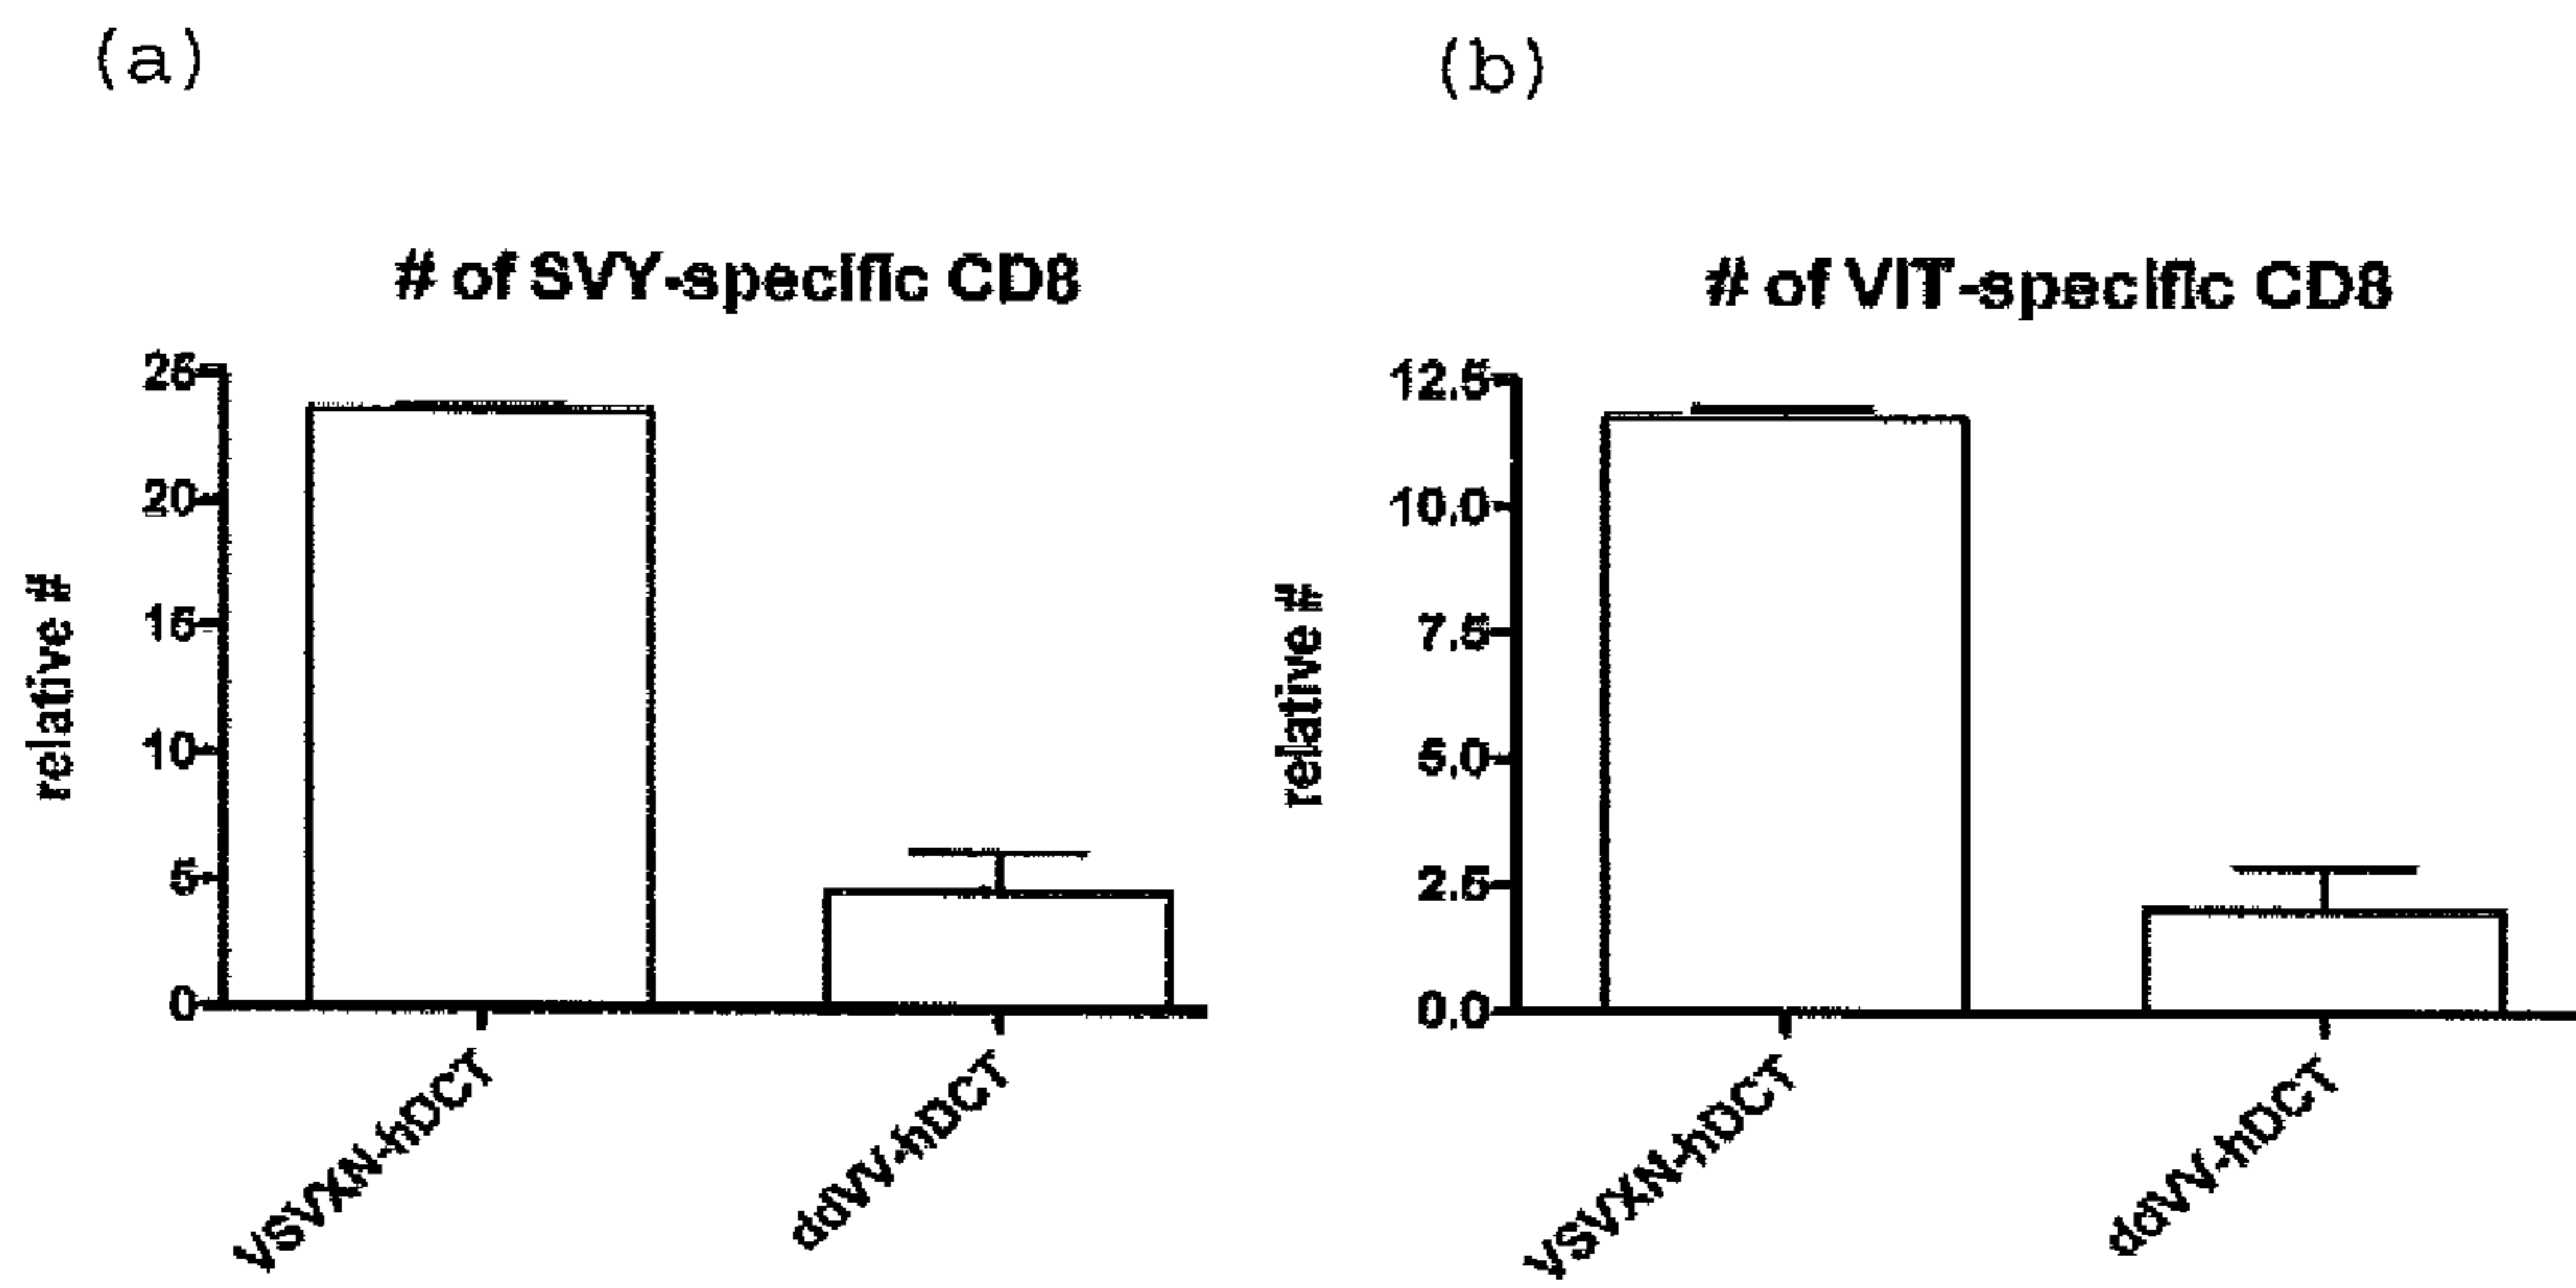 (a)
# of SVY-specific CD8
25
20
15
10
5
0
relative #
VSVXN-hDCT
ddVV-hDCT
(b)
# of VIT-specific CD8
12.5
10.0
7.5
5.0
2.5
0.0
relative #
VSVXN-hDCT
ddVV-hDCT